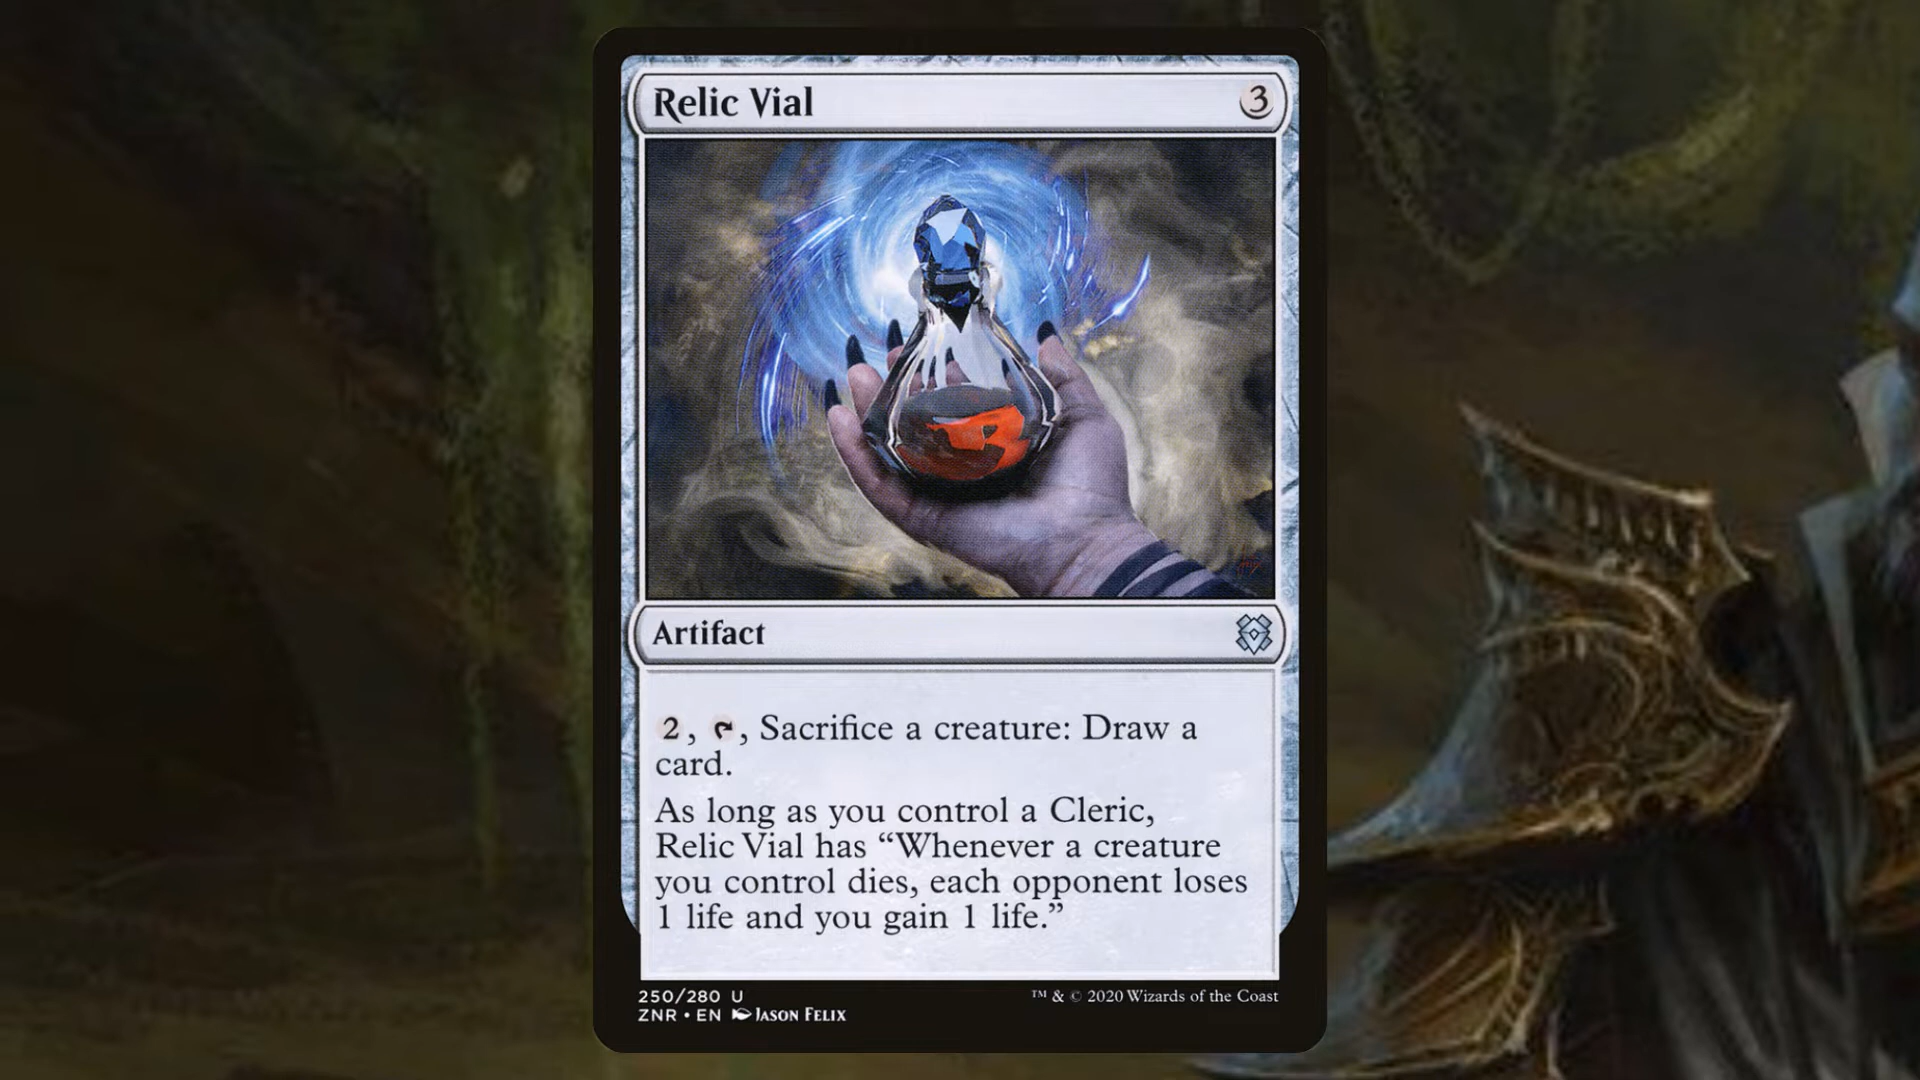 Relic Vial 3
Artifact
2, , Sacrifice a creature: Draw a
card.
As long as you control a Cleric,
Relic Vial has “Whenever a creature
you control dies, each opponent loses
1 life and you gain 1 life.”
250/280 U
™ & © 2020 Wizards of the Coast
ZNR • EN Jason Felix